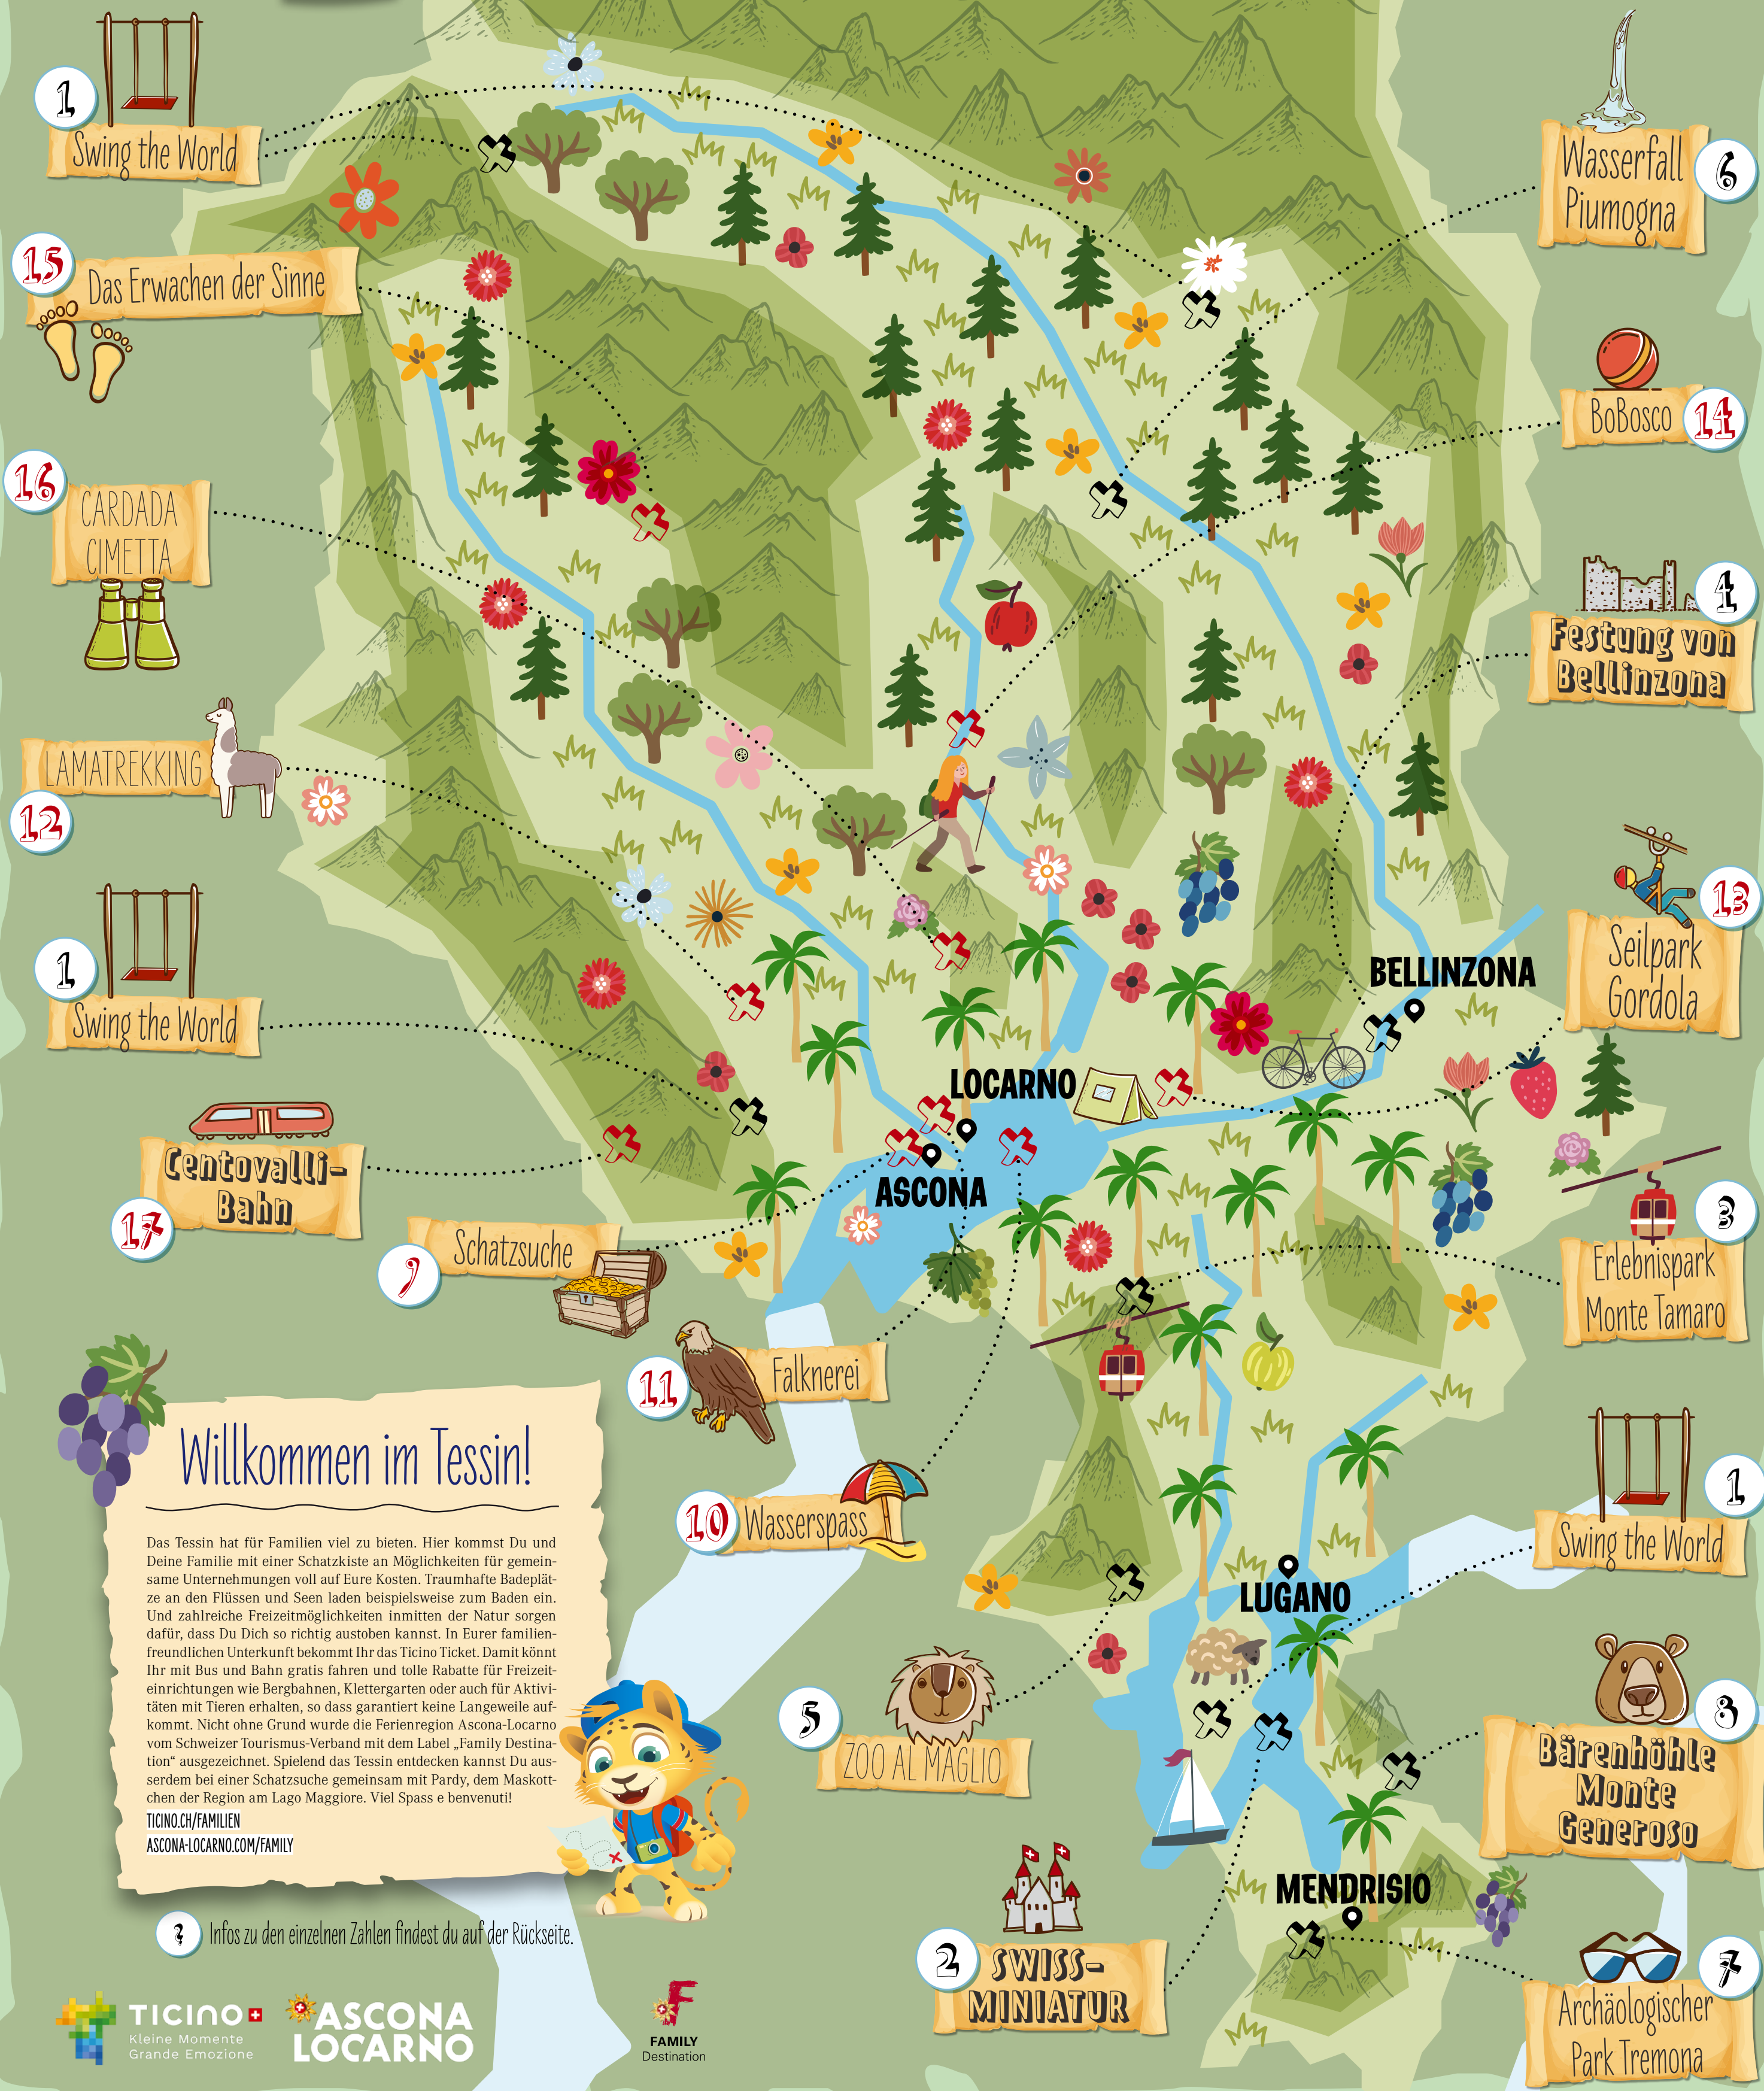 1
Swing the World
Wasserfall
Piumogna
6
15
Das Erwachen der Sinne
BoBosco
14
16
CARDADA
CIMETTA
4
Festung von
Bellinzona
LAMATREKKING
12
13
Seilpark
Gordola
1
Swing the World
BELLINZONA
LOCARNO
ASCONA
Centovalli-
Bahn
17
9
Schatzsuche
3
Erlebnispark
Monte Tamaro
11
Falknerei
10
Wasserspass
1
Swing the World
LUGANO
5
ZOO AL MAGLIO
8
Bärenhöhle
Monte
Generoso
MENDRISIO
2
SWISS-
MINIATUR
7
Archäologischer
Park Tremona
Willkommen im Tessin!
Das Tessin hat für Familien viel zu bieten. Hier kommst Du und
Deine Familie mit einer Schatzkiste an Möglichkeiten für gemein-
same Unternehmungen voll auf Eure Kosten. Traumhafte Badeplät-
ze an den Flüssen und Seen laden beispielsweise zum Baden ein.
Und zahlreiche Freizeitmöglichkeiten inmitten der Natur sorgen
dafür, dass Du Dich so richtig austoben kannst. In Eurer familien-
freundlichen Unterkunft bekommt Ihr das Ticino Ticket. Damit könnt
Ihr mit Bus und Bahn gratis fahren und tolle Rabatte für Freizeit-
einrichtungen wie Bergbahnen, Klettergarten oder auch für Aktivi-
täten mit Tieren erhalten, so dass garantiert keine Langeweile auf-
kommt. Nicht ohne Grund wurde die Ferienregion Ascona-Locarno
vom Schweizer Tourismus-Verband mit dem Label „Family Destina-
tion“ ausgezeichnet. Spielend das Tessin entdecken kannst Du aus-
serdem bei einer Schatzsuche gemeinsam mit Pardy, dem Maskott-
chen der Region am Lago Maggiore. Viel Spass e benvenuti!
TICINO.CH/FAMILIEN
ASCONA-LOCARNO.COM/FAMILY
? Infos zu den einzelnen Zahlen findest du auf der Rückseite.
TICINO
Kleine Momente
Grande Emozione
ASCONA
LOCARNO
F
FAMILY
Destination